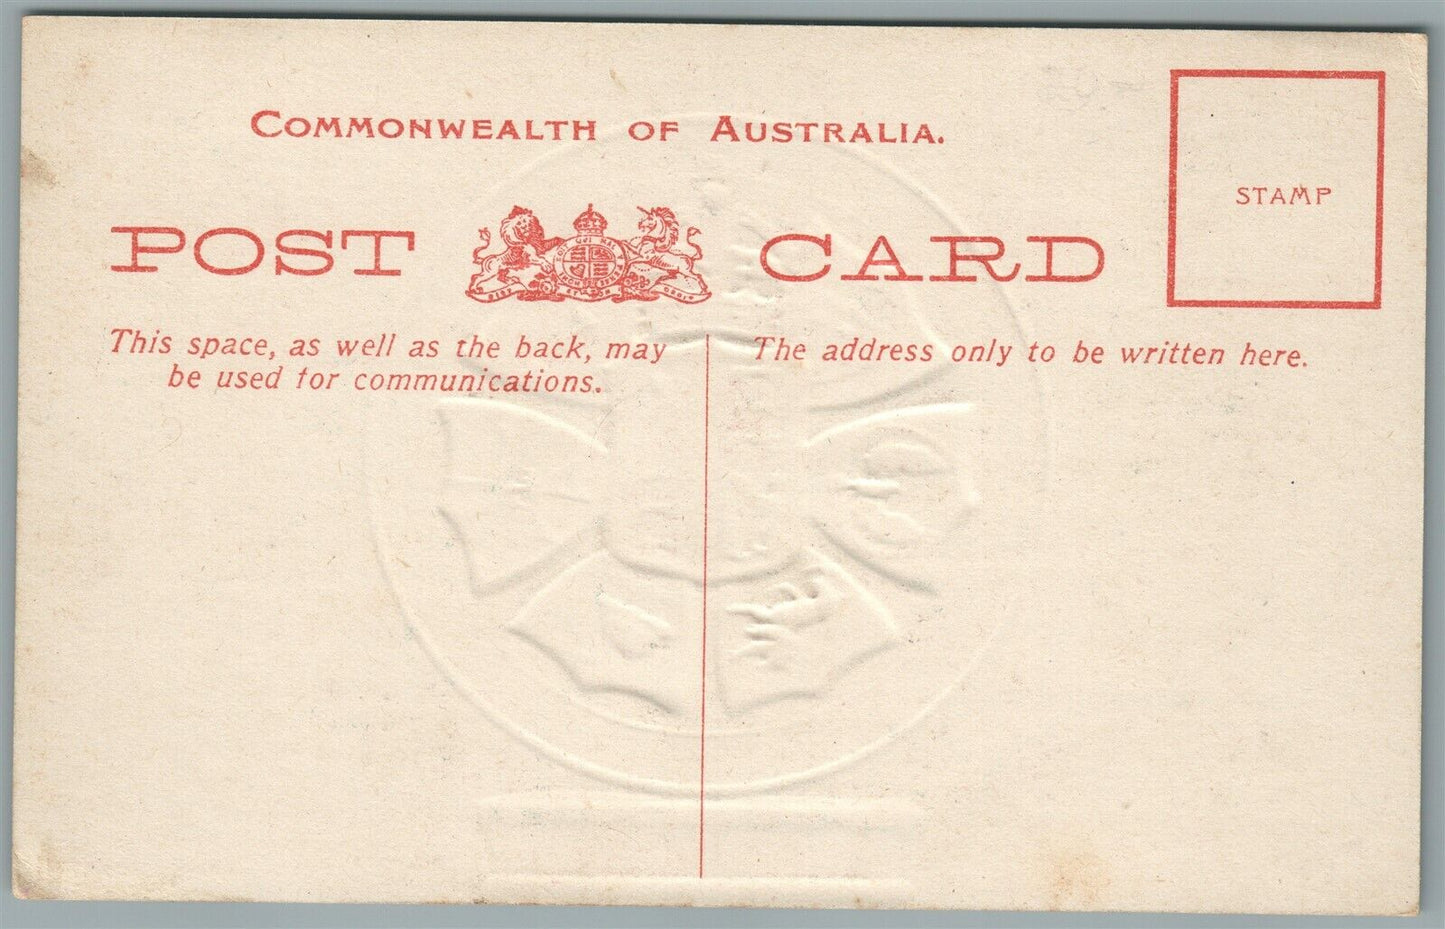 COMMONWEALTH OF AUSTRALIA.
STAMP
POST CARD
This space, as well as the back, may
be used for communications.
The address only to be written here.